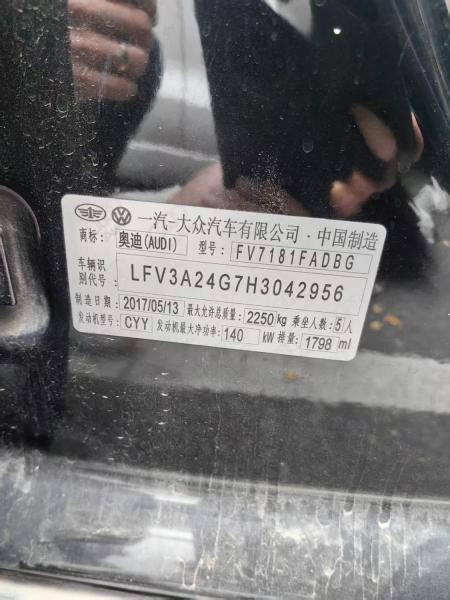 一汽-大众汽车有限公司·中国制造
商标: 奥迪(AUDI) 型号: FV7181FADBG
车辆识
别代号: LFV3A24G7H3042956
制造日期: 2017/05/13 最大允许总质量: 2250kg 乘坐人数: 5人
发动机型号: CYY 发动机最大净功率: 140 kW 排量: 1798 ml